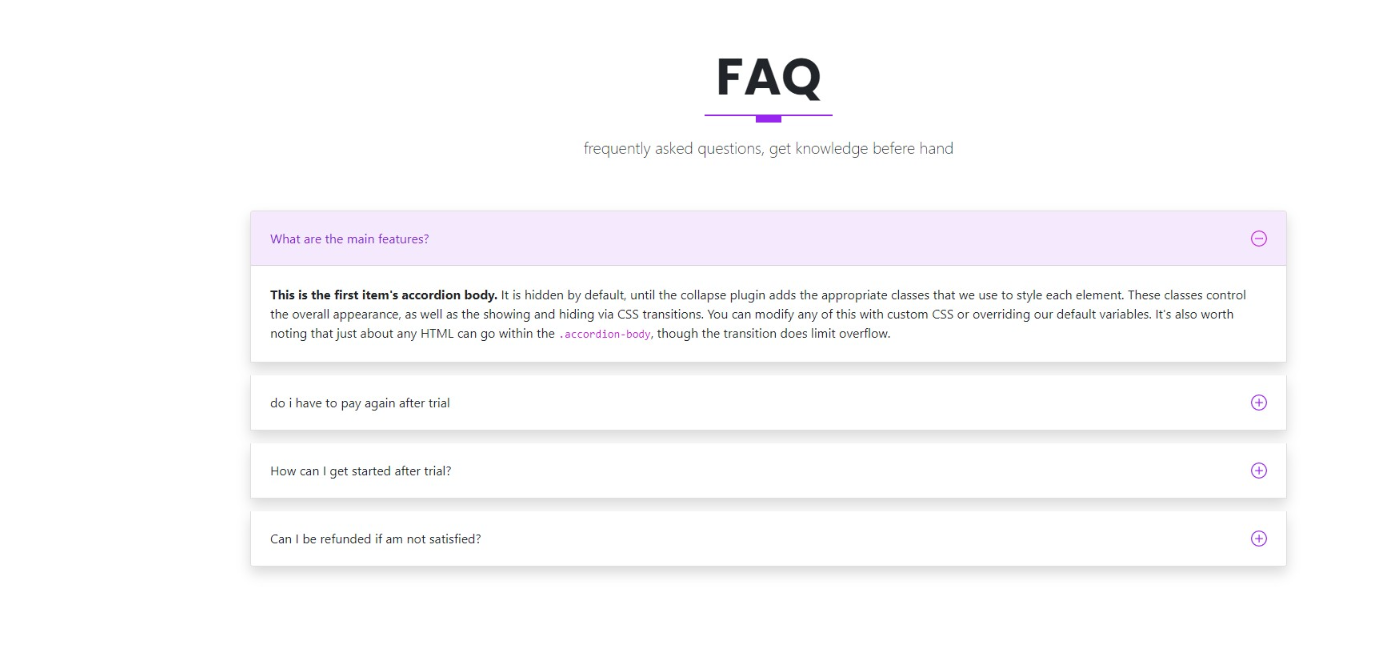 FAQ
frequently asked questions, get knowledge befere hand
What are the main features?
This is the first item's accordion body. It is hidden by default, until the collapse plugin adds the appropriate classes that we use to style each element. These classes control
the overall appearance, as well as the showing and hiding via CSS transitions. You can modify any of this with custom CSS or overriding our default variables. It's also worth
noting that just about any HTML can go within the .accordion-body, though the transition does limit overflow.
do i have to pay again after trial
How can I get started after trial?
Can I be refunded if am not satisfied?